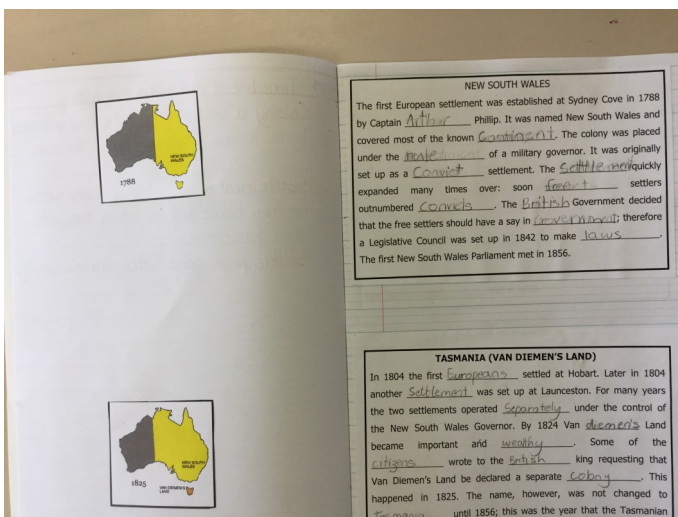 NEW SOUTH WALES
1788
NEW SOUTH WALES
The first European settlement was established at Sydney Cove in 1788
by Captain Arthur Phillip. It was named New South Wales and
covered most of the known Continent. The colony was placed
under the of a military governor. It was originally
set up as a Convict settlement. The Settlement quickly
expanded many times over: soon settlers
outnumbered Convicts. The British Government decided
that the free settlers should have a say in Government; therefore
a Legislative Council was set up in 1842 to make laws.
The first New South Wales Parliament met in 1856.
NEW SOUTH WALES
1825
VAN DIEMEN'S LAND
TASMANIA (VAN DIEMEN'S LAND)
In 1804 the first Europeans settled at Hobart. Later in 1804
another Settlement was set up at Launceston. For many years
the two settlements operated Separately under the control of
the New South Wales Governor. By 1824 Van diemen's Land
became important and wealthy. Some of the
citizens wrote to the British king requesting that
Van Diemen's Land be declared a separate colony. This
happened in 1825. The name, however, was not changed to
Tasmania until 1856; this was the year that the Tasmanian